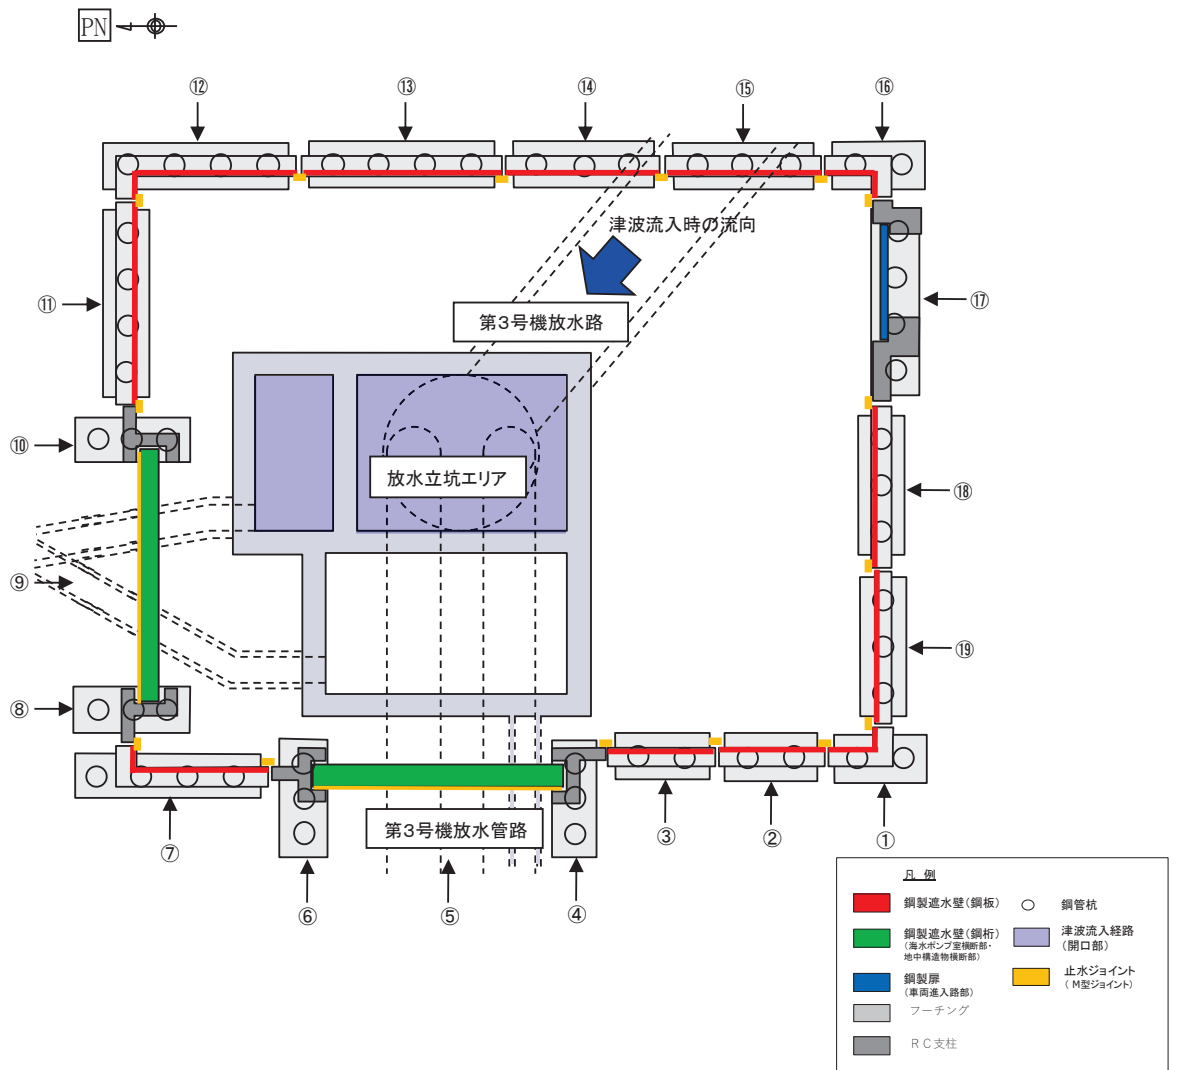 PN
⑫
⑬
⑭
⑮
⑯
津波流入時の流向
⑪
⑰
第3号機放水路
⑩
放水立坑エリア
⑱
⑨
⑲
⑧
第3号機放水管路
⑦
⑥
⑤
④
③
②
①
凡 例
鋼製遮水壁(鋼板)
鋼製遮水壁(鋼桁)
(海水ポンプ室横断部・
地中構造物横断部)
鋼製扉
(車両進入路部)
フーチング
RC支柱
鋼管杭
津波流入経路
(開口部)
止水ジョイント
(M型ジョイント)